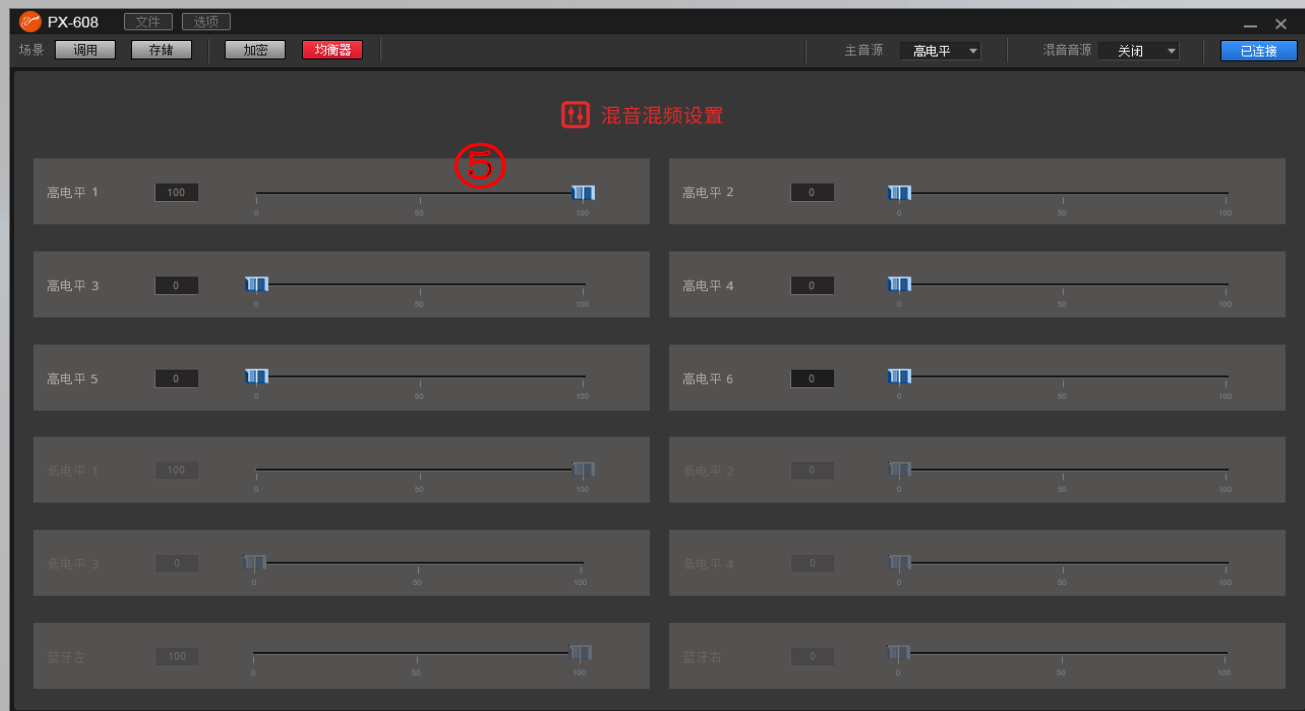 PX-608 文件 选项
场景 调用 存储 加密 均衡器 主音源 高电平 混音音源 关闭 已连接
混音混频设置
⑤
高电平 1 100 0 50 100
高电平 2 0 0 50 100
高电平 3 0 0 50 100
高电平 4 0 0 50 100
高电平 5 0 0 50 100
高电平 6 0 0 50 100
低电平 1 100 0 50 100
低电平 2 0 0 50 100
低电平 3 0 0 50 100
低电平 4 0 0 50 100
蓝牙左 100 0 50 100
蓝牙右 0 0 50 100